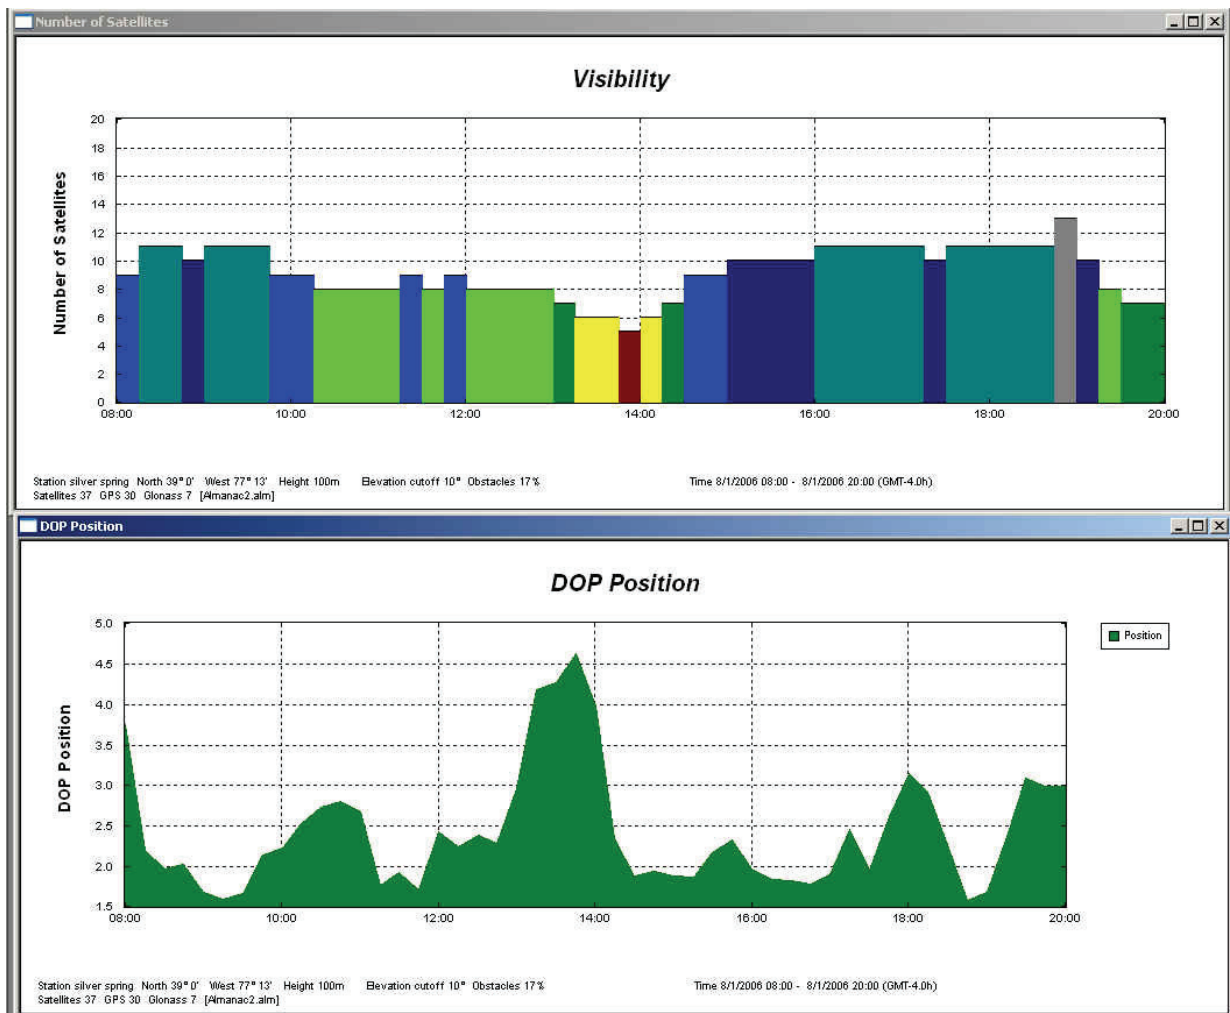 Number of Satellites
Visibility
Number of Satellites
20
18
16
14
12
10
8
6
4
2
0
08:00 10:00 12:00 14:00 16:00 18:00 20:00
Station silver spring North 39° 0' West 77° 13' Height 100m Elevation cutoff 10° Obstacles 17% Time 8/1/2006 08:00 - 8/1/2006 20:00 (GMT-4.0h)
Satellites 37 GPS 30 Glonass 7 [Almanac2.alm]
DOP Position
DOP Position
Position
DOP Position
5.0
4.5
4.0
3.5
3.0
2.5
2.0
1.5
08:00 10:00 12:00 14:00 16:00 18:00 20:00
Station silver spring North 39° 0' West 77° 13' Height 100m Elevation cutoff 10° Obstacles 17% Time 8/1/2006 08:00 - 8/1/2006 20:00 (GMT-4.0h)
Satellites 37 GPS 30 Glonass 7 [Almanac2.alm]